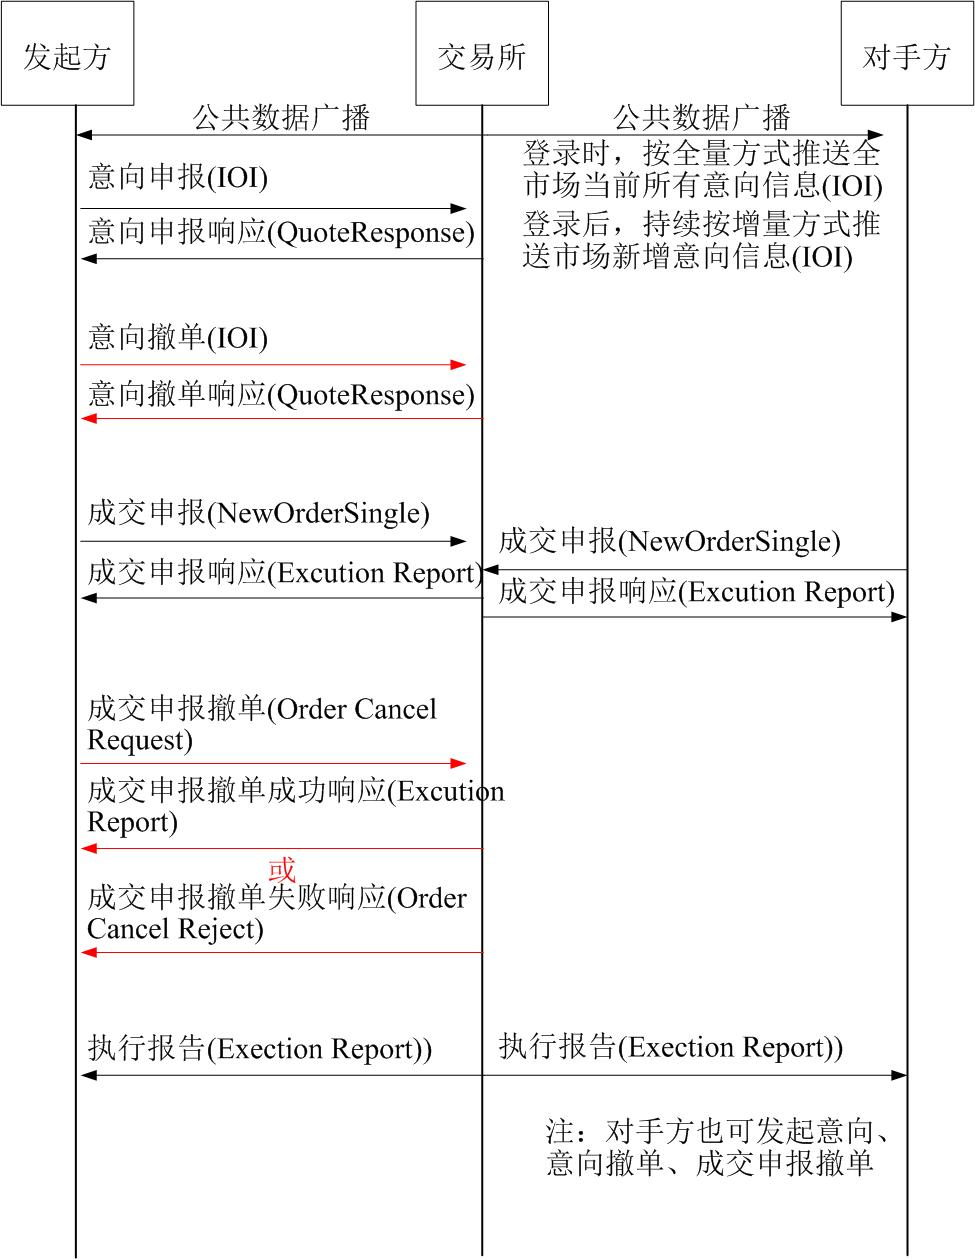 发起方
交易所
对手方
公共数据广播
公共数据广播
登录时，按全量方式推送全
市场当前所有意向信息(IOI)
登录后，持续按增量方式推
送市场新增意向信息(IOI)
意向申报(IOI)
意向申报响应(QuoteResponse)
意向撤单(IOI)
意向撤单响应(QuoteResponse)
成交申报(NewOrderSingle)
成交申报(NewOrderSingle)
成交申报响应(Excution Report)
成交申报响应(Excution Report)
成交申报撤单(Order Cancel
Request)
成交申报撤单成功响应(Excution
Report)
或
成交申报撤单失败响应(Order
Cancel Reject)
执行报告(Exection Report))
执行报告(Exection Report))
注：对手方也可发起意向、
意向撤单、成交申报撤单